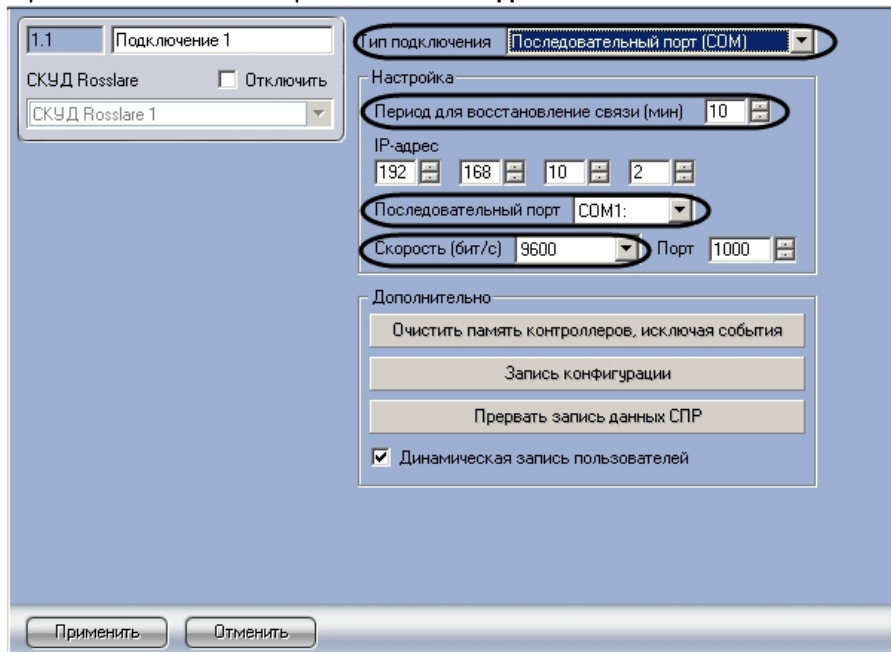 1.1 Подключение 1
СКУД Rosslare Отключить
СКУД Rosslare 1
Тип подключения Последовательный порт (COM)
Настройка
Период для восстановление связи (мин) 10
IP-адрес
192 168 10 2
Последовательный порт COM1:
Скорость (бит/с) 9600 Порт 1000
Дополнительно
Очистить память контроллеров, исключая события
Запись конфигурации
Прервать запись данных СПР
Динамическая запись пользователей
Применить Отменить